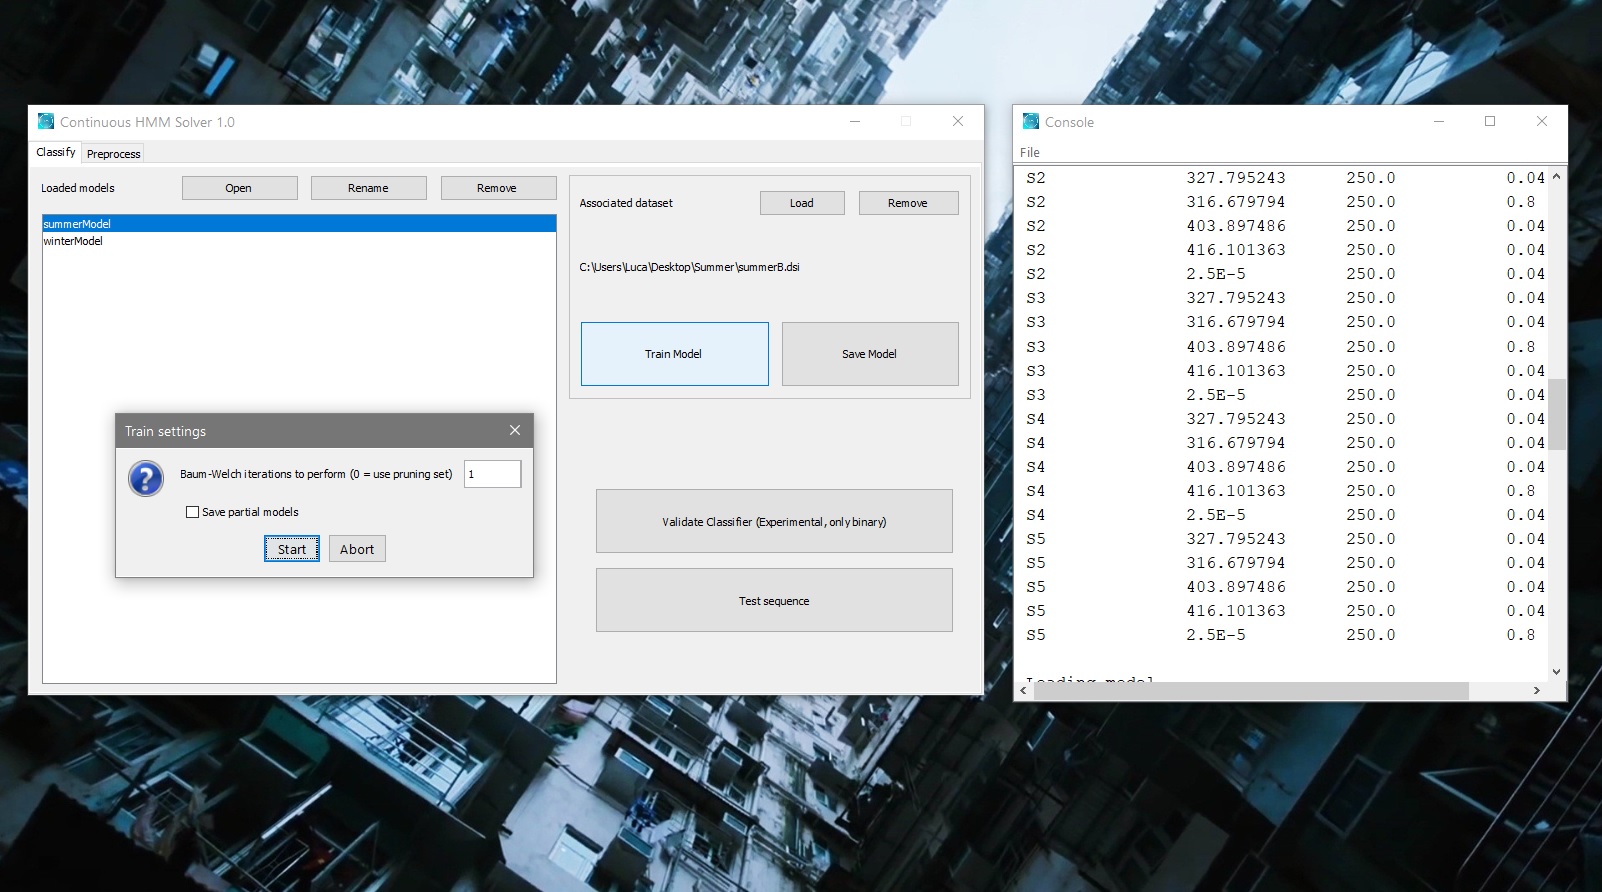 Continuous HMM Solver 1.0
Classify
Preprocess
Loaded models
Open
Rename
Remove
summerModel
winterModel
Associated dataset
Load
Remove
C:\Users\Luca\Desktop\Summer\summerB.dsi
Train Model
Save Model
Train settings
Baum-Welch iterations to perform (0 = use pruning set)
1
Save partial models
Start
Abort
Validate Classifier (Experimental, only binary)
Test sequence
Console
File
S2 327.795243 250.0 0.04
S2 316.679794 250.0 0.8
S2 403.897486 250.0 0.04
S2 416.101363 250.0 0.04
S2 2.5E-5 250.0 0.04
S3 327.795243 250.0 0.04
S3 316.679794 250.0 0.04
S3 403.897486 250.0 0.8
S3 416.101363 250.0 0.04
S3 2.5E-5 250.0 0.04
S4 327.795243 250.0 0.04
S4 316.679794 250.0 0.04
S4 403.897486 250.0 0.04
S4 416.101363 250.0 0.8
S4 2.5E-5 250.0 0.04
S5 327.795243 250.0 0.04
S5 316.679794 250.0 0.04
S5 403.897486 250.0 0.04
S5 416.101363 250.0 0.04
S5 2.5E-5 250.0 0.8
Loading model